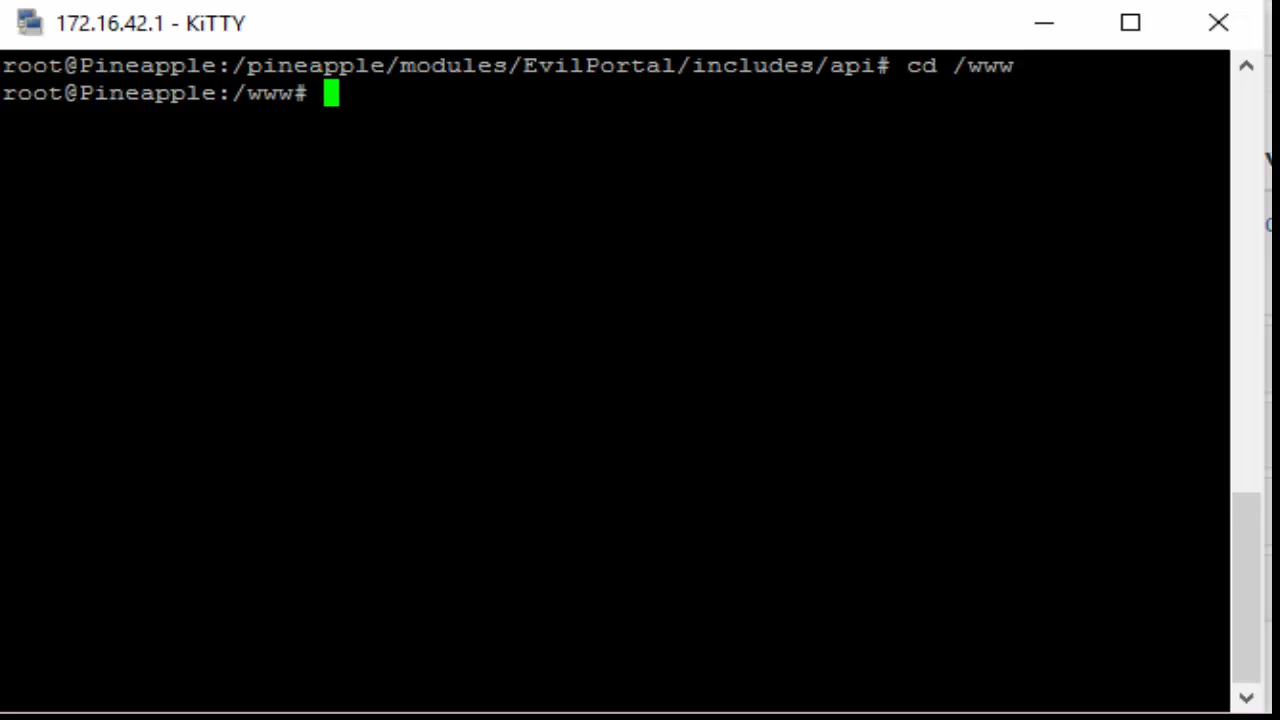 172.16.42.1 - KiTTY
root@Pineapple:/pineapple/modules/EvilPortal/includes/api# cd /www
root@Pineapple:/www#